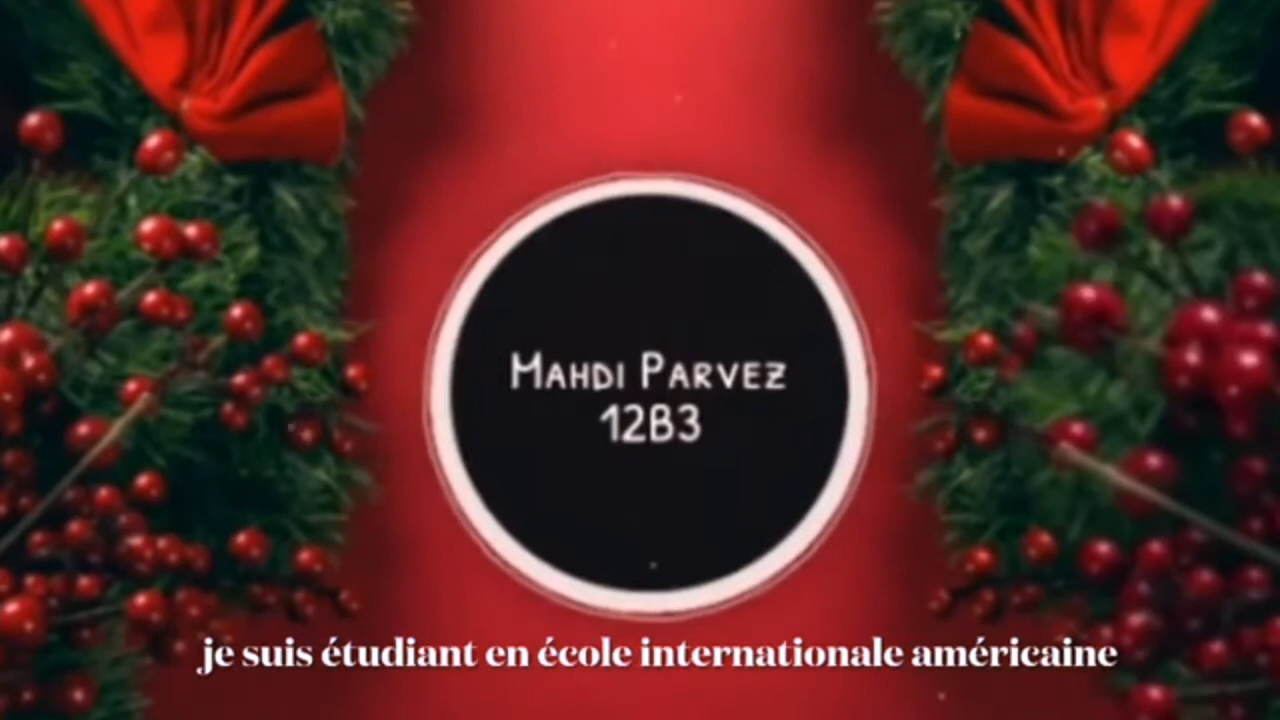 MAHDI PARVEZ
12B3
je suis étudiant en école internationale américaine